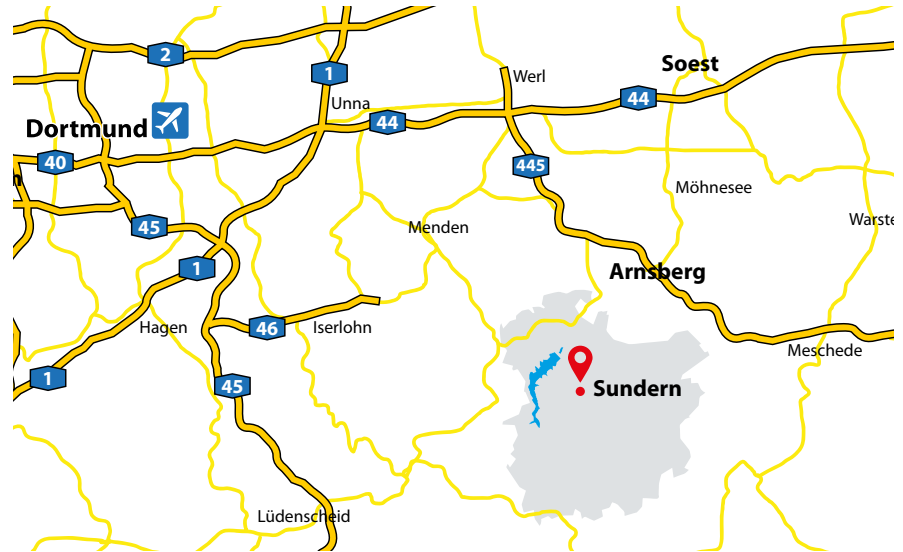 2
1
Soest
Werl
Unna
44
44
Dortmund
40
445
n
Möhnesee
45
Menden
Warste
1
Arnsberg
Hagen
46
Iserlohn
Meschede
1
45
Sundern
Lüdenscheid